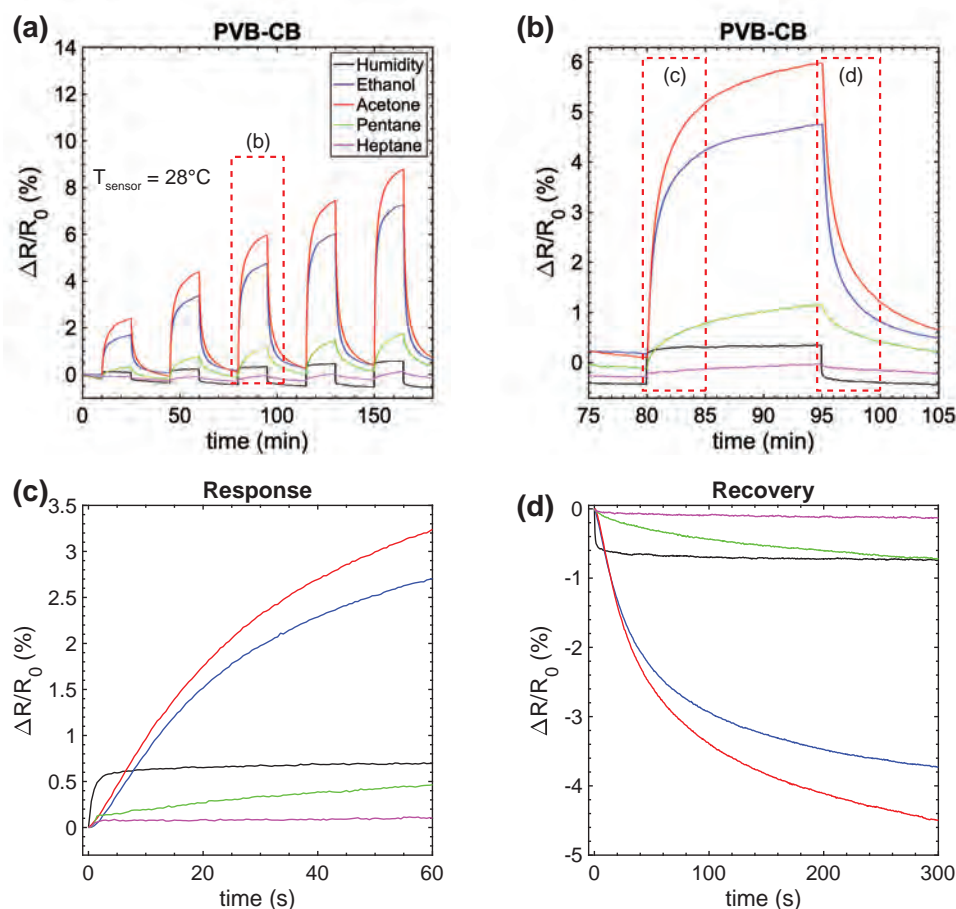 (a)
PVB-CB
14
12
10
8
6
4
2
0
ΔR/R0 (%)
Humidity
Ethanol
Acetone
Pentane
Heptane
(b)
Tsensor = 28°C
0
50
100
150
time (min)
(b)
PVB-CB
6
5
4
3
2
1
0
ΔR/R0 (%)
(c)
(d)
75
80
85
90
95
100
105
time (min)
(c)
Response
3.5
3
2.5
2
1.5
1
0.5
0
ΔR/R0 (%)
0
20
40
60
time (s)
(d)
Recovery
0
-1
-2
-3
-4
-5
ΔR/R0 (%)
0
100
200
300
time (s)